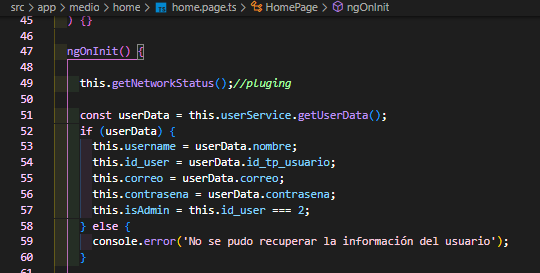 src > app > medio > home > home.page.ts > HomePage > ngOnInit
45 ) {}
46
47 ngOnInit() {
48
49 this.getNetworkStatus();//pluging
50
51 const userData = this.userService.getUserData();
52 if (userData) {
53 this.username = userData.nombre;
54 this.id_user = userData.id_tp_usuario;
55 this.correo = userData.correo;
56 this.contrasena = userData.contrasena;
57 this.isAdmin = this.id_user === 2;
58 } else {
59 console.error('No se pudo recuperar la información del usuario');
60 }
61